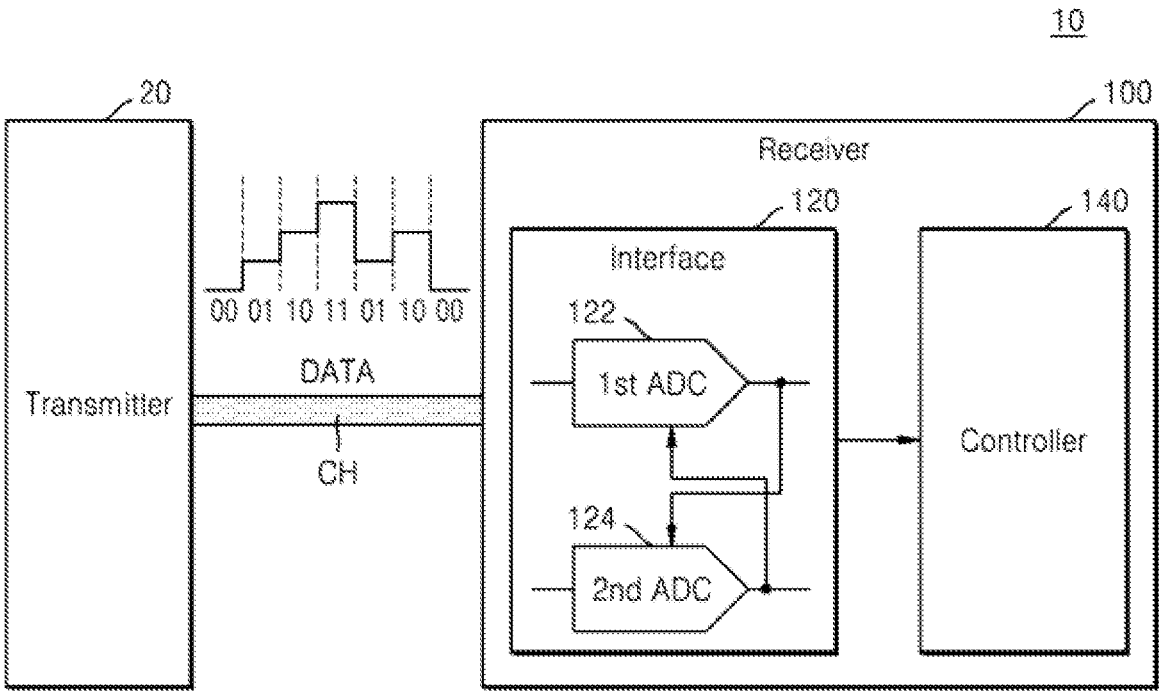 10
20
100
Receiver
120
140
Interface
00 01 10 11 01 10 00
122
DATA
1st ADC
Transmitter
Controller
CH
124
2nd ADC